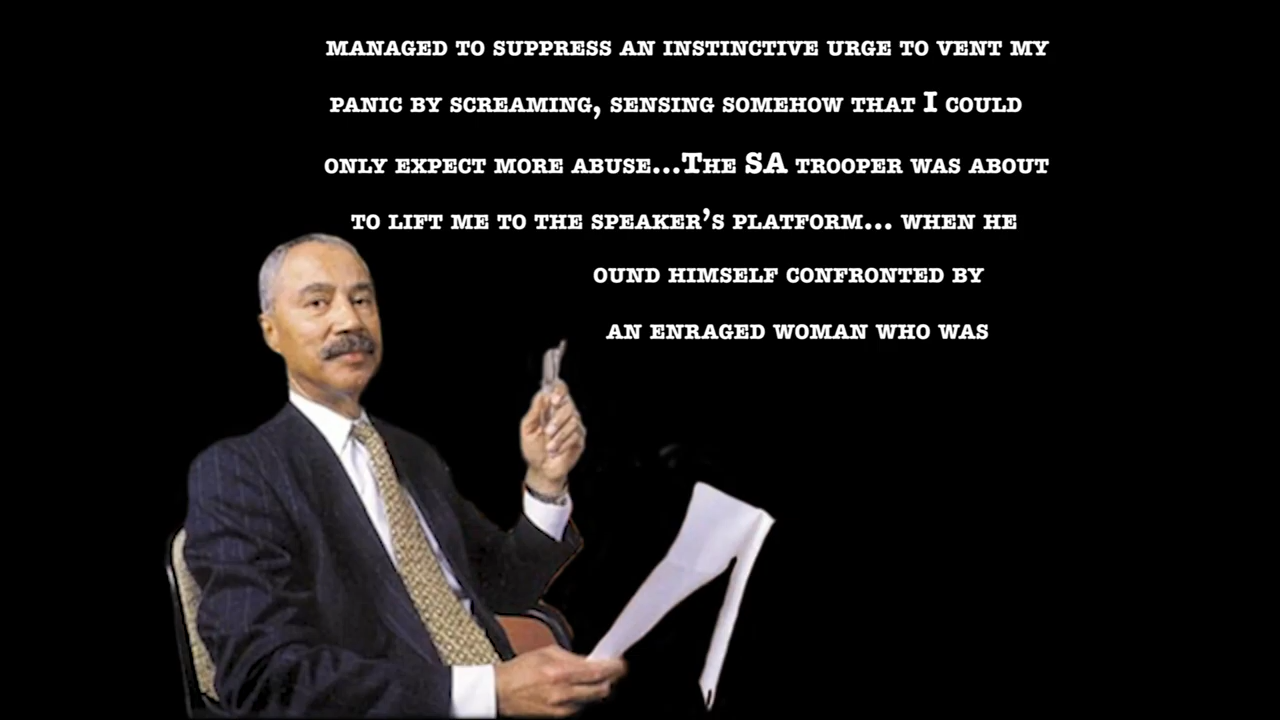 MANAGED TO SUPPRESS AN INSTINCTIVE URGE TO VENT MY
PANIC BY SCREAMING, SENSING SOMEHOW THAT I COULD
ONLY EXPECT MORE ABUSE...THE SA TROOPER WAS ABOUT
TO LIFT ME TO THE SPEAKER’S PLATFORM... WHEN HE
OUND HIMSELF CONFRONTED BY
AN ENRAGED WOMAN WHO WAS